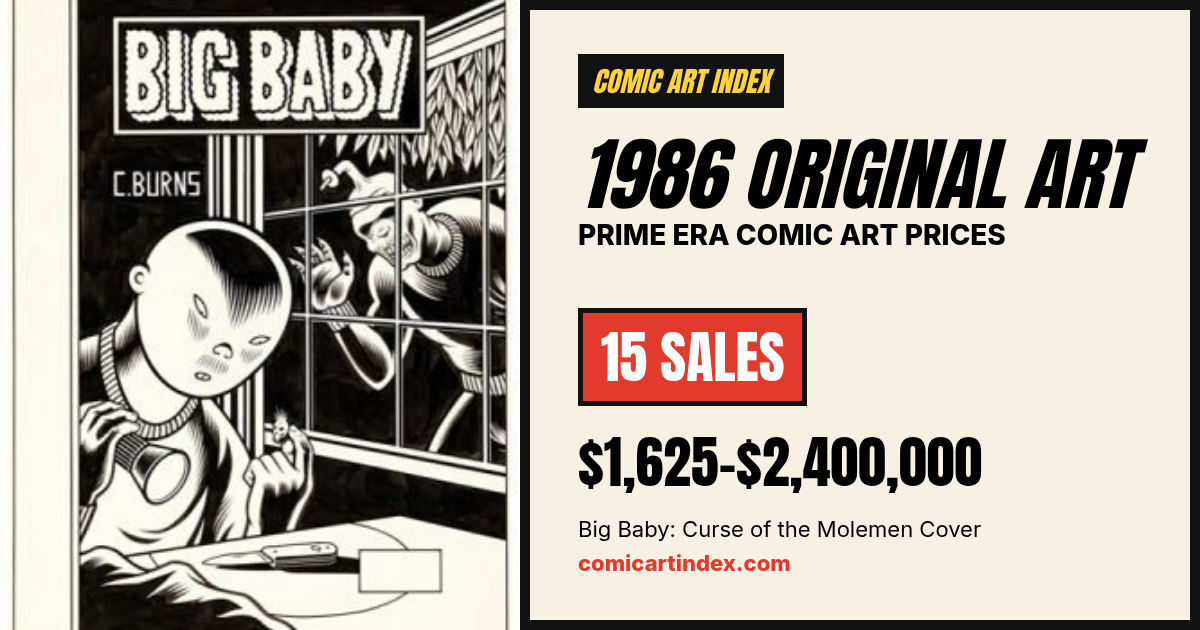 BIG BABY
C.BURNS
COMIC ART INDEX
1986 ORIGINAL ART
PRIME ERA COMIC ART PRICES
15 SALES
$1,625-$2,400,000
Big Baby: Curse of the Molemen Cover
comicartindex.com